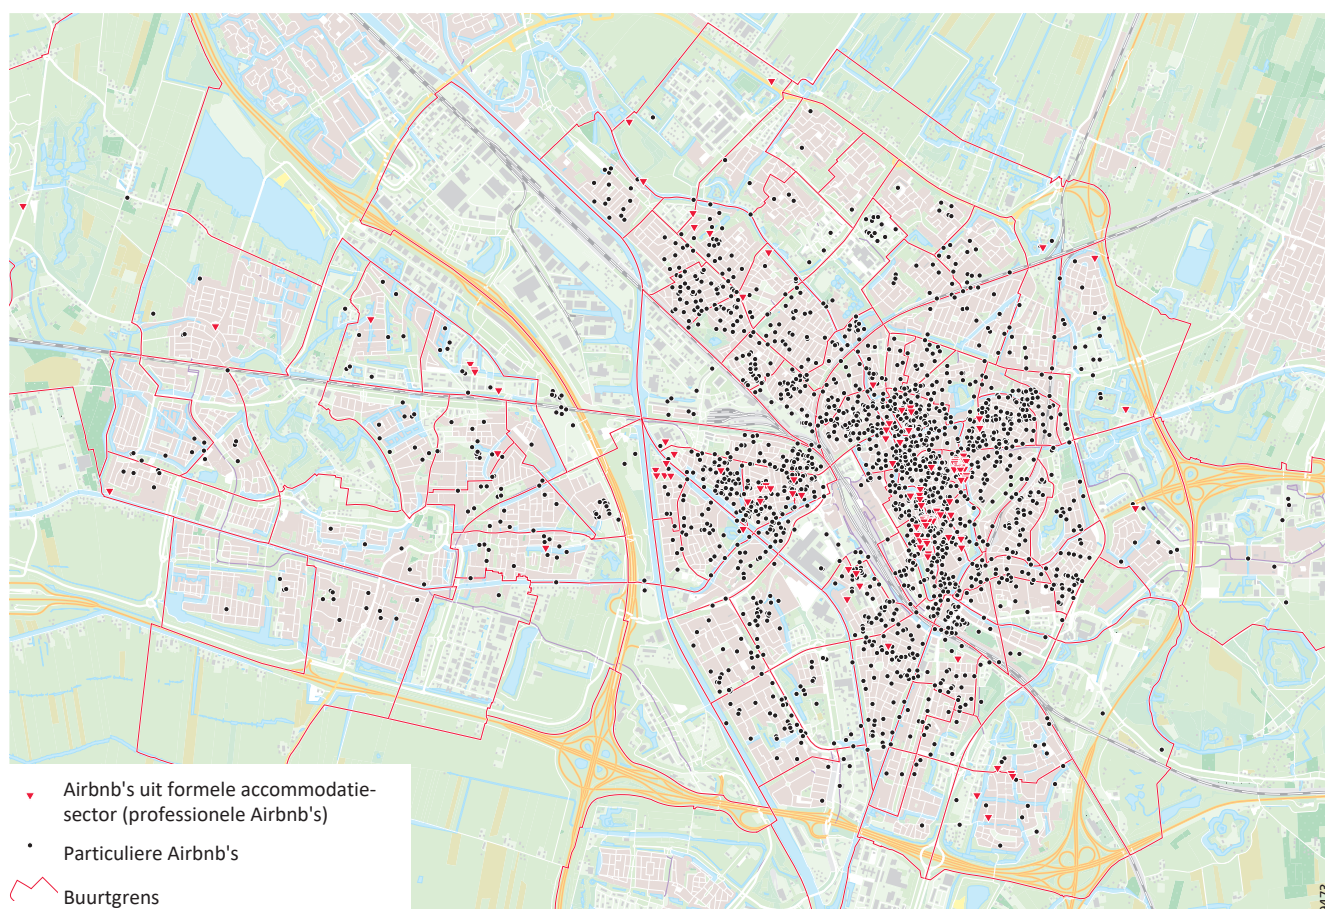 Airbnb's uit formele accommodatie-
sector (professionele Airbnb's)
Particuliere Airbnb's
Buurtgrens